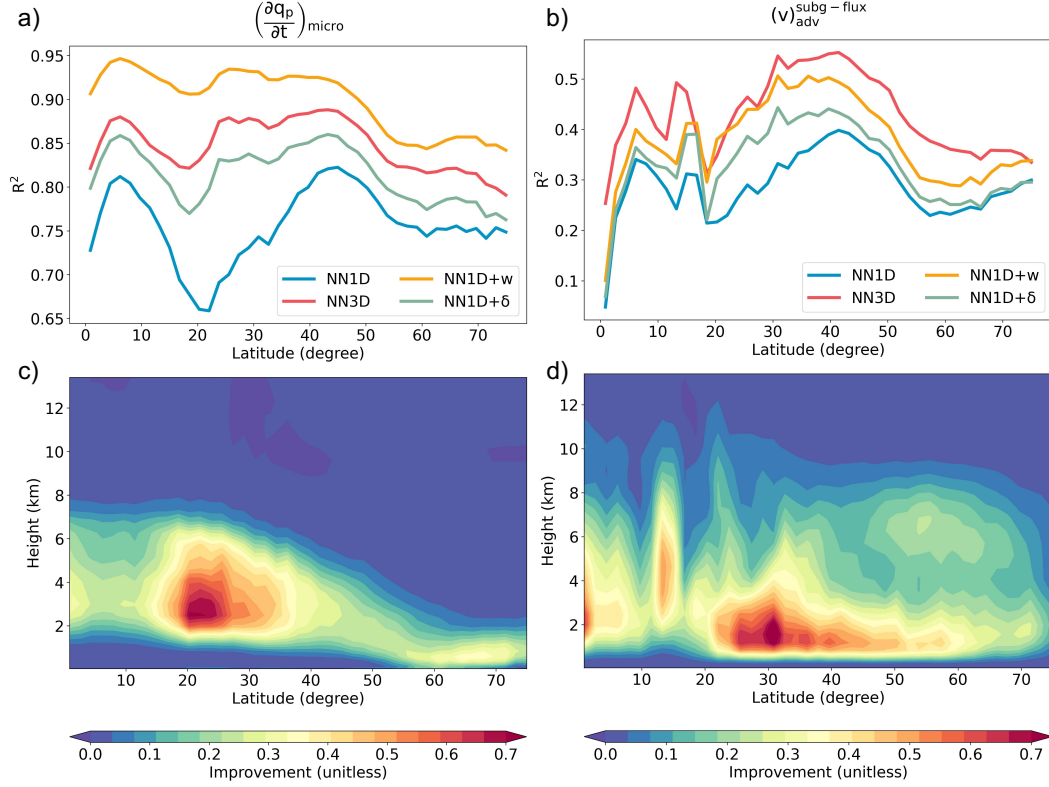 a)
(∂q_p/∂t)_micro
0.95
0.90
0.85
0.80
0.75
0.70
0.65
R²
0 10 20 30 40 50 60 70
Latitude (degree)
NN1D NN1D+w
NN3D NN1D+δ
b)
(v)^subg−flux_adv
0.5
0.4
0.3
0.2
0.1
R²
0 10 20 30 40 50 60 70
Latitude (degree)
NN1D NN1D+w
NN3D NN1D+δ
c)
12
10
8
6
4
2
Height (km)
10 20 30 40 50 60 70
Latitude (degree)
0.0 0.1 0.2 0.3 0.4 0.5 0.6 0.7
Improvement (unitless)
d)
12
10
8
6
4
2
Height (km)
10 20 30 40 50 60 70
Latitude (degree)
0.0 0.1 0.2 0.3 0.4 0.5 0.6 0.7
Improvement (unitless)